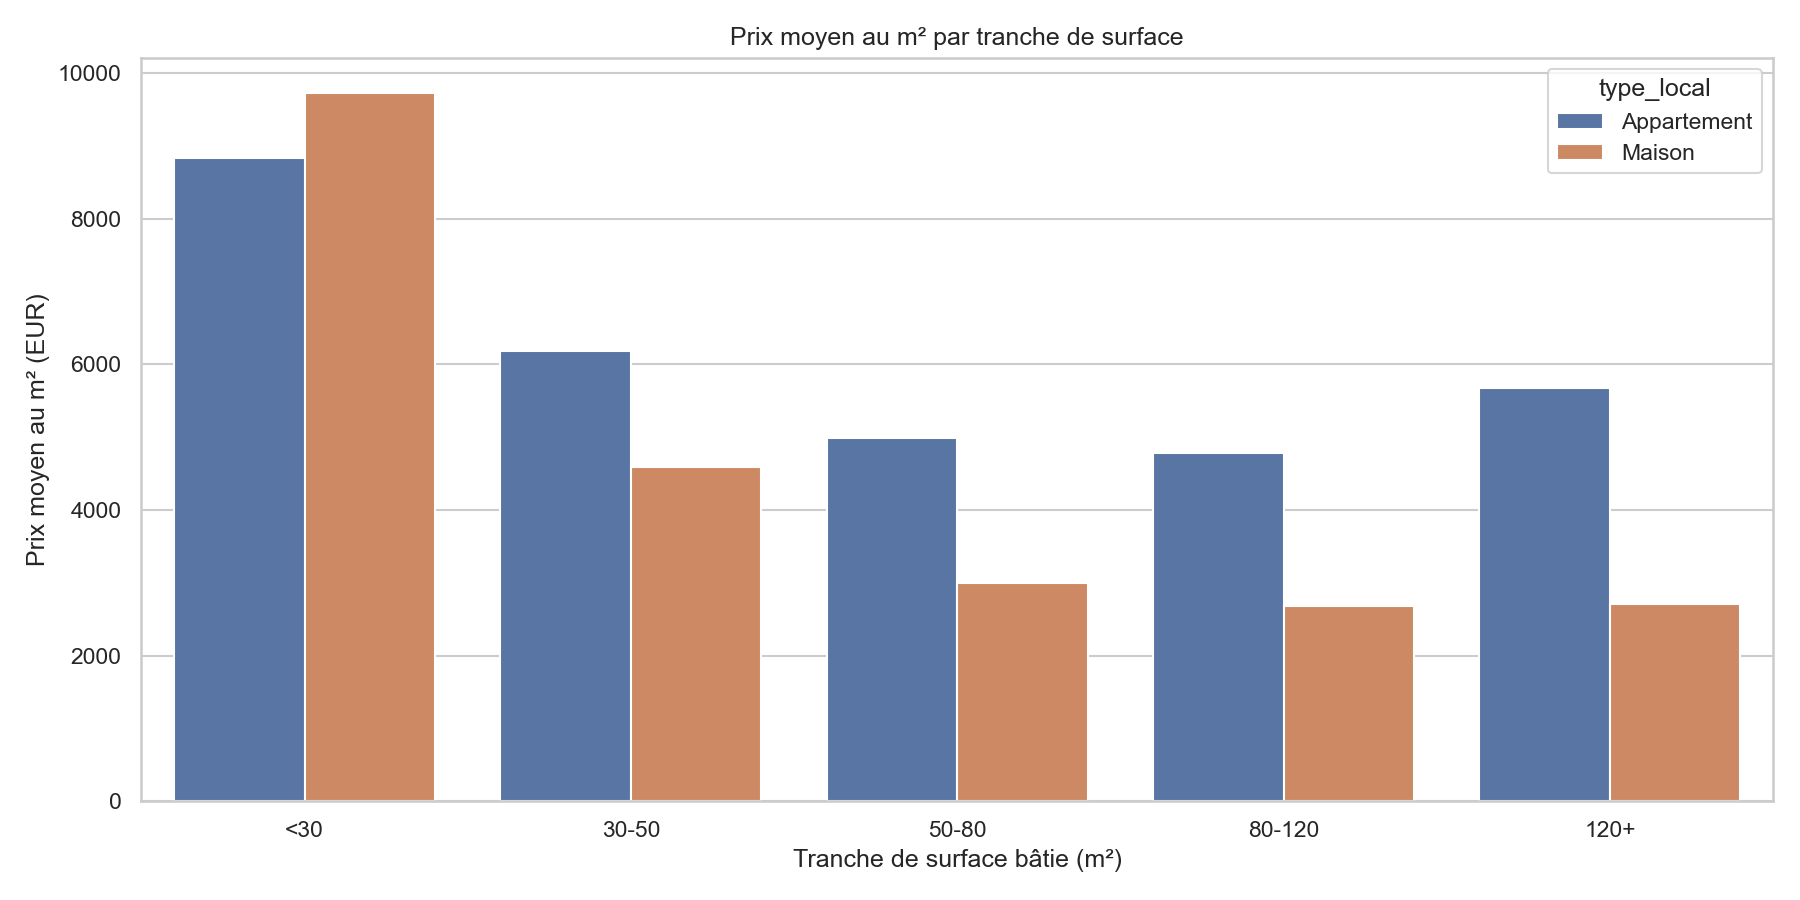 Prix moyen au m² par tranche de surface
type_local
Appartement
Maison
Prix moyen au m² (EUR)
10000
8000
6000
4000
2000
0
<30
30-50
50-80
80-120
120+
Tranche de surface bâtie (m²)